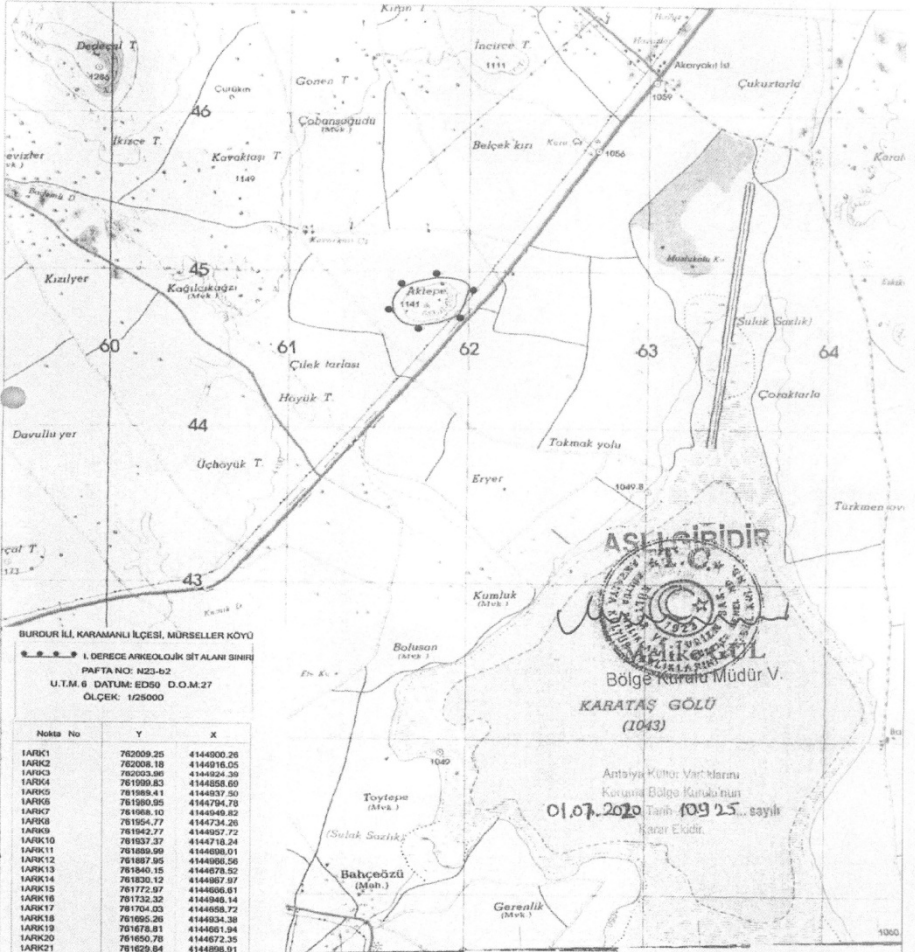 Dedeçal T.
1286
İncirce T.
1111
Akaryakıt İst
1059
Çukurtarla
Gonen T.
46
Çobansoğudu
(Mvk.)
İkizce T.
Kavaktaşı T
1149
Belçek kırı
1056
45
Kızılyer
Kağılcıkağzı
(Mvk.)
Aktepe
1141
(Sulak Sazlık)
60
61
62
63
64
Çilek tarlası
Höyük T.
Çoraktarla
44
Davullu yer
Üçhöyük T.
Tokmak yolu
Eryer
1049.8
43
Kumluk
(Mvk.)
ASLI GİBİDİR
T.C.
1923
Melike GÜL
Bölge Kurulu Müdür V.
KARATAŞ GÖLÜ
(1043)
Bolusan
(Mvk.)
BURDUR İLİ, KARAMANLI İLÇESİ, MÜRSELLER KÖYÜ
I. DERECE ARKEOLOJİK SİT ALANI SINIRI
PAFTA NO: N23-b2
U.T.M.6 DATUM: ED50 D.O.M:27
ÖLÇEK: 1/25000
Nokta No Y X
1ARK1 762009.25 4144900.26
1ARK2 762008.18 4144916.05
1ARK3 762003.96 4144924.39
1ARK4 761999.83 4144858.69
1ARK5 761989.41 4144937.50
1ARK6 761980.95 4144794.78
1ARK7 761968.10 4144949.82
1ARK8 761954.77 4144734.26
1ARK9 761942.77 4144957.72
1ARK10 761937.37 4144718.24
1ARK11 761889.99 4144698.01
1ARK12 761887.95 4144968.56
1ARK13 761840.15 4144678.52
1ARK14 761830.12 4144967.97
1ARK15 761772.97 4144666.61
1ARK16 761732.32 4144948.14
1ARK17 761704.03 4144658.72
1ARK18 761695.26 4144934.38
1ARK19 761678.81 4144661.94
1ARK20 761650.78 4144672.35
1ARK21 761629.64 4144898.91
1049
Toytepe
(Mvk.)
(Sulak Sazlık)
Bahçeözü
(Mah.)
Gerenlik
(Mvk.)
1060
Antalya Kültür Varlıklarını
Koruma Bölge Kurulu'nun
01.07.2020 Tarih 10925 sayılı
Karar Ekidir.